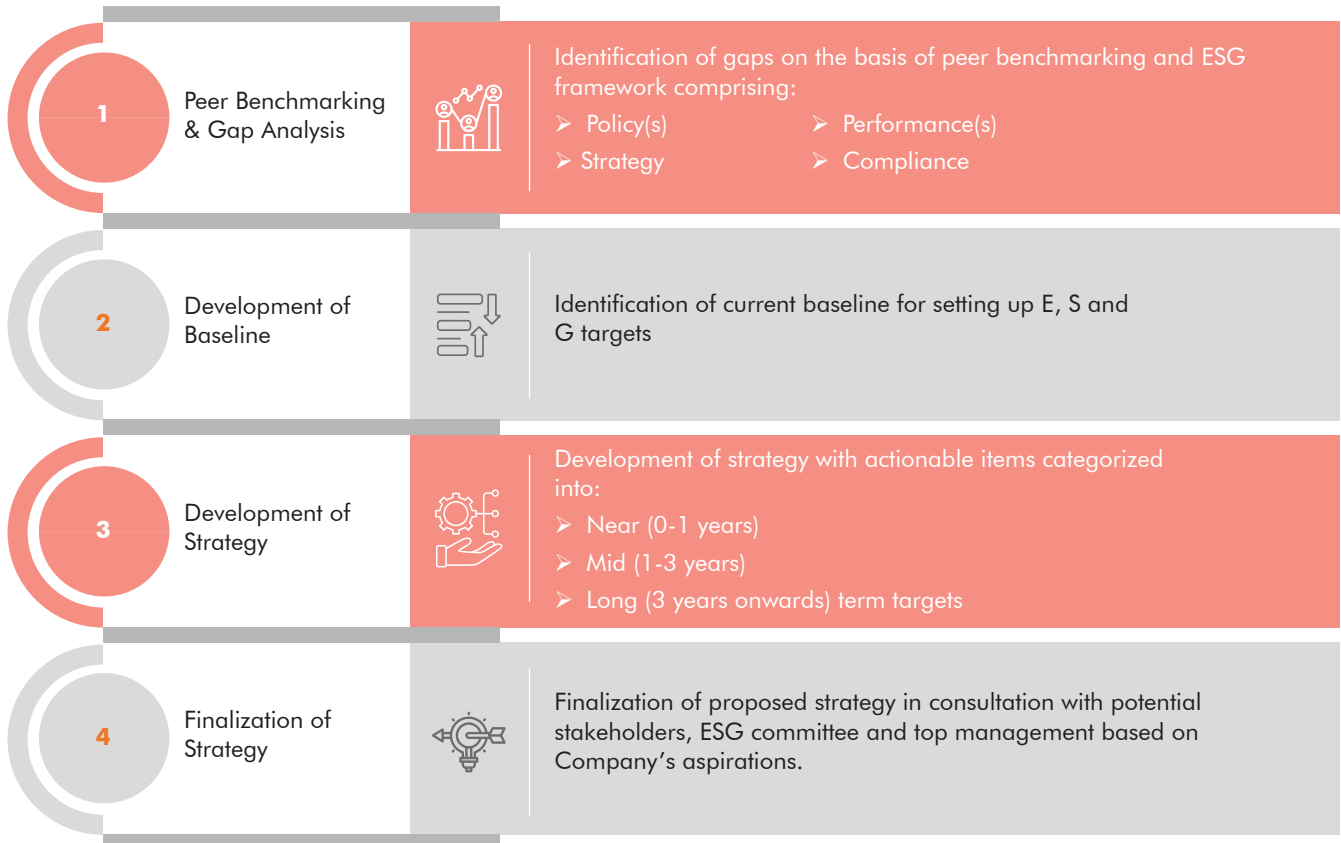 1
Peer Benchmarking
& Gap Analysis
Identification of gaps on the basis of peer benchmarking and ESG
framework comprising:
➢ Policy(s)
➢ Performance(s)
➢ Strategy
➢ Compliance
2
Development of
Baseline
Identification of current baseline for setting up E, S and
G targets
3
Development of
Strategy
Development of strategy with actionable items categorized
into:
➢ Near (0-1 years)
➢ Mid (1-3 years)
➢ Long (3 years onwards) term targets
4
Finalization of
Strategy
Finalization of proposed strategy in consultation with potential
stakeholders, ESG committee and top management based on
Company’s aspirations.